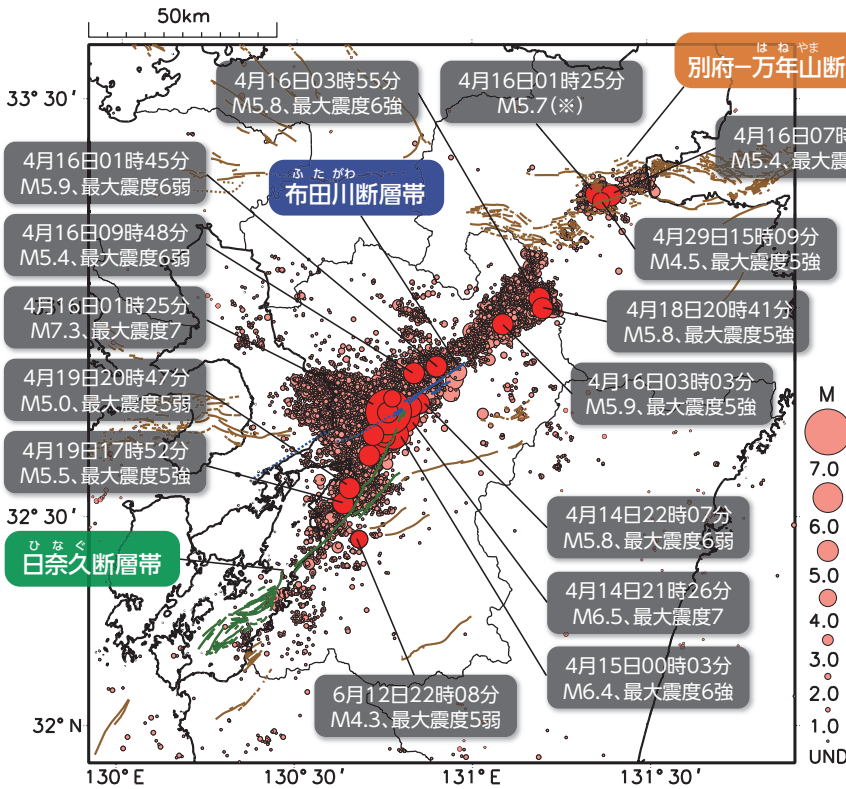 50km
はねやま
別府－万年山断
4月16日03時55分
M5.8、最大震度6強
4月16日01時25分
M5.7(※)
33°30′
4月16日07時
M5.4、最大震
4月16日01時45分
M5.9、最大震度6弱
ふたがわ
布田川断層帯
4月16日09時48分
M5.4、最大震度6弱
4月29日15時09分
M4.5、最大震度5強
4月16日01時25分
M7.3、最大震度7
4月18日20時41分
M5.8、最大震度5強
4月19日20時47分
M5.0、最大震度5弱
4月16日03時03分
M5.9、最大震度5強
4月19日17時52分
M5.5、最大震度5強
32°30′
4月14日22時07分
M5.8、最大震度6弱
ひなぐ
日奈久断層帯
4月14日21時26分
M6.5、最大震度7
4月15日00時03分
M6.4、最大震度6強
6月12日22時08分
M4.3、最大震度5弱
32°N
130°E
130°30′
131°E
131°30′
M
7.0
6.0
5.0
4.0
3.0
2.0
1.0
UND